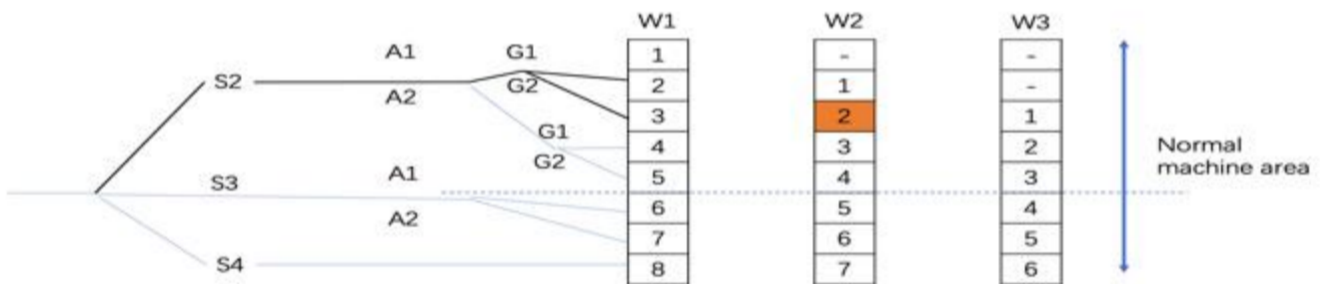 W1 W2 W3
A1 G1 1 - -
S2 G2 2 1 -
A2 3 2 1
G1 4 3 2 Normal
G2 machine area
S3 A1 5 4 3
6 5 4
A2 7 6 5
S4 8 7 6